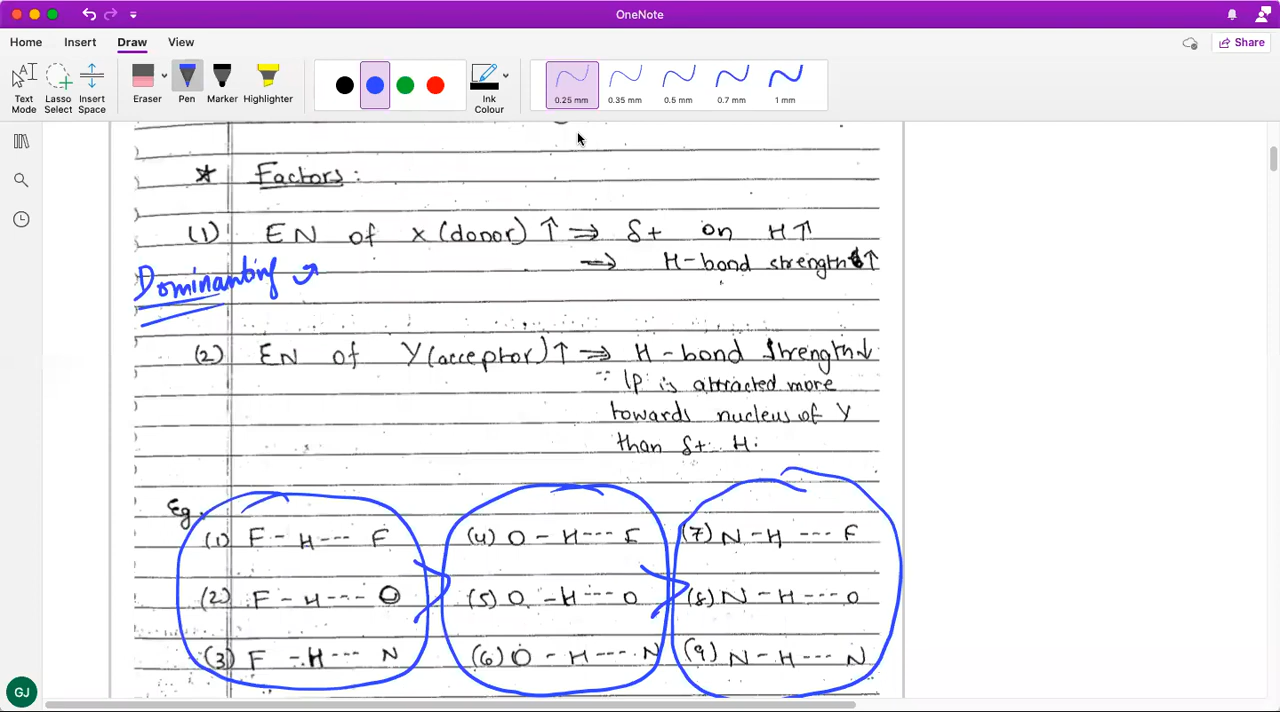 OneNote
Home Insert Draw View
Share
Text Mode
Lasso Select
Insert Space
Eraser
Pen
Marker
Highlighter
Ink Colour
0.25 mm
0.35 mm
0.5 mm
0.7 mm
1 mm
* Factors :
(1) EN of X (donor) ↑ ⇒ δ+ on H ↑
⇒ H-bond strength ↑
Dominanting
(2) EN of Y (acceptor) ↑ ⇒ H-bond strength ↓
∵ lp is attracted more
towards nucleus of Y
than δ+ H.
Eg.
(1) F - H --- F (4) O - H --- F (7) N - H --- F
(2) F - H --- O > (5) O - H --- O > (8) N - H --- O
(3) F - H --- N (6) O - H --- N (9) N - H --- N
GJ